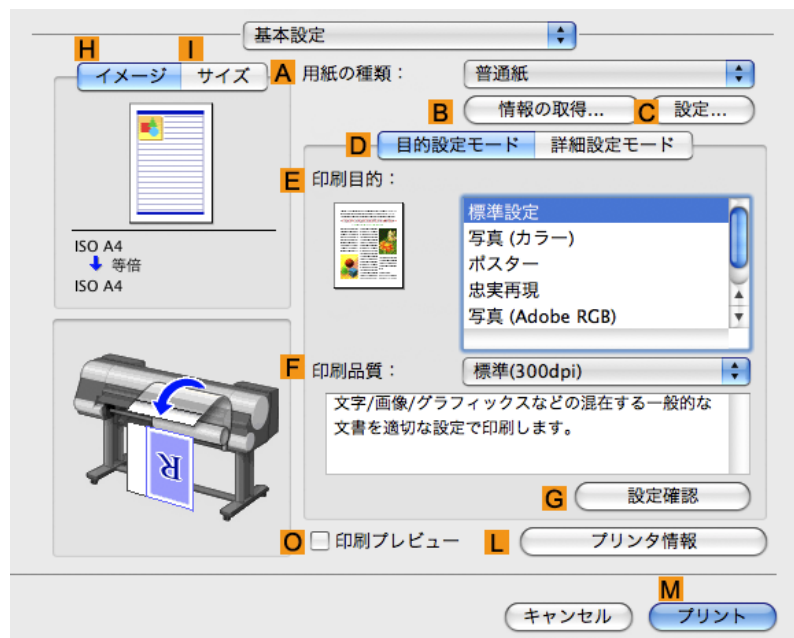 基本設定
H I
イメージ サイズ
A 用紙の種類： 普通紙
B 情報の取得... C 設定...
D 目的設定モード 詳細設定モード
E 印刷目的：
標準設定
写真 (カラー)
ポスター
忠実再現
写真 (Adobe RGB)
ISO A4
等倍
ISO A4
F 印刷品質： 標準(300dpi)
文字/画像/グラフィックスなどの混在する一般的な
文書を適切な設定で印刷します。
R
G 設定確認
O 印刷プレビュー L プリンタ情報
M
キャンセル プリント